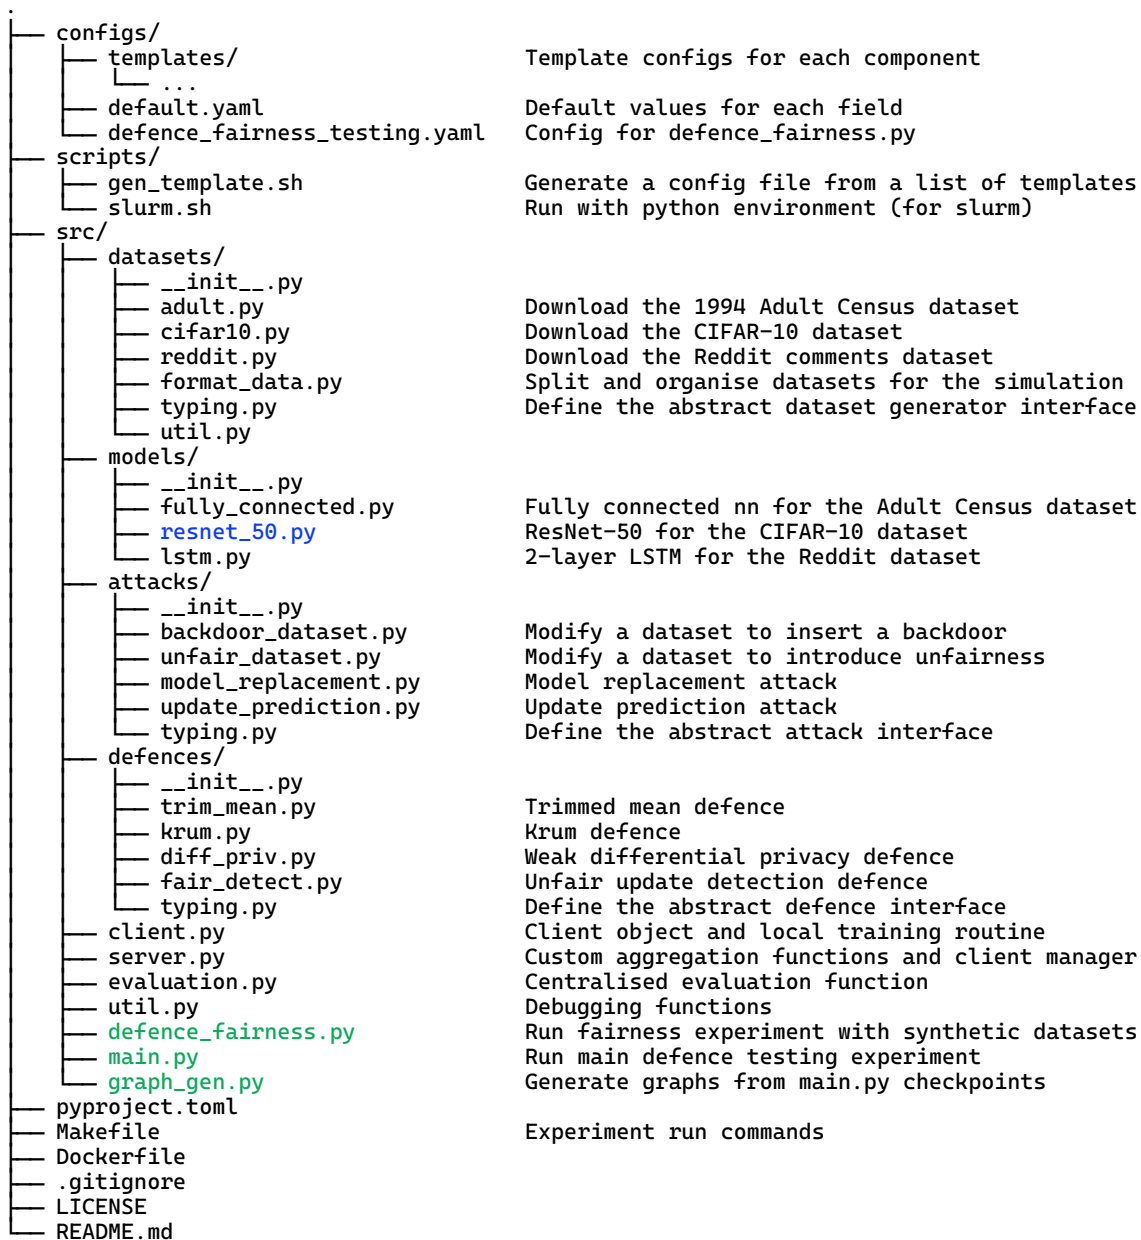 .
├── configs/
│   ├── templates/                  Template configs for each component
│   │   └── ...
│   ├── default.yaml                Default values for each field
│   └── defence_fairness_testing.yaml   Config for defence_fairness.py
├── scripts/
│   ├── gen_template.sh             Generate a config file from a list of templates
│   └── slurm.sh                    Run with python environment (for slurm)
├── src/
│   ├── datasets/
│   │   ├── __init__.py
│   │   ├── adult.py                Download the 1994 Adult Census dataset
│   │   ├── cifar10.py              Download the CIFAR-10 dataset
│   │   ├── reddit.py               Download the Reddit comments dataset
│   │   ├── format_data.py          Split and organise datasets for the simulation
│   │   ├── typing.py               Define the abstract dataset generator interface
│   │   └── util.py
│   ├── models/
│   │   ├── __init__.py
│   │   ├── fully_connected.py      Fully connected nn for the Adult Census dataset
│   │   ├── resnet_50.py            ResNet-50 for the CIFAR-10 dataset
│   │   └── lstm.py                 2-layer LSTM for the Reddit dataset
│   ├── attacks/
│   │   ├── __init__.py
│   │   ├── backdoor_dataset.py     Modify a dataset to insert a backdoor
│   │   ├── unfair_dataset.py       Modify a dataset to introduce unfairness
│   │   ├── model_replacement.py    Model replacement attack
│   │   ├── update_prediction.py    Update prediction attack
│   │   └── typing.py               Define the abstract attack interface
│   ├── defences/
│   │   ├── __init__.py
│   │   ├── trim_mean.py            Trimmed mean defence
│   │   ├── krum.py                 Krum defence
│   │   ├── diff_priv.py            Weak differential privacy defence
│   │   ├── fair_detect.py          Unfair update detection defence
│   │   └── typing.py               Define the abstract defence interface
│   ├── client.py                   Client object and local training routine
│   ├── server.py                   Custom aggregation functions and client manager
│   ├── evaluation.py               Centralised evaluation function
│   ├── util.py                     Debugging functions
│   ├── defence_fairness.py         Run fairness experiment with synthetic datasets
│   ├── main.py                     Run main defence testing experiment
│   └── graph_gen.py                Generate graphs from main.py checkpoints
├── pyproject.toml
├── Makefile                        Experiment run commands
├── Dockerfile
├── .gitignore
├── LICENSE
└── README.md